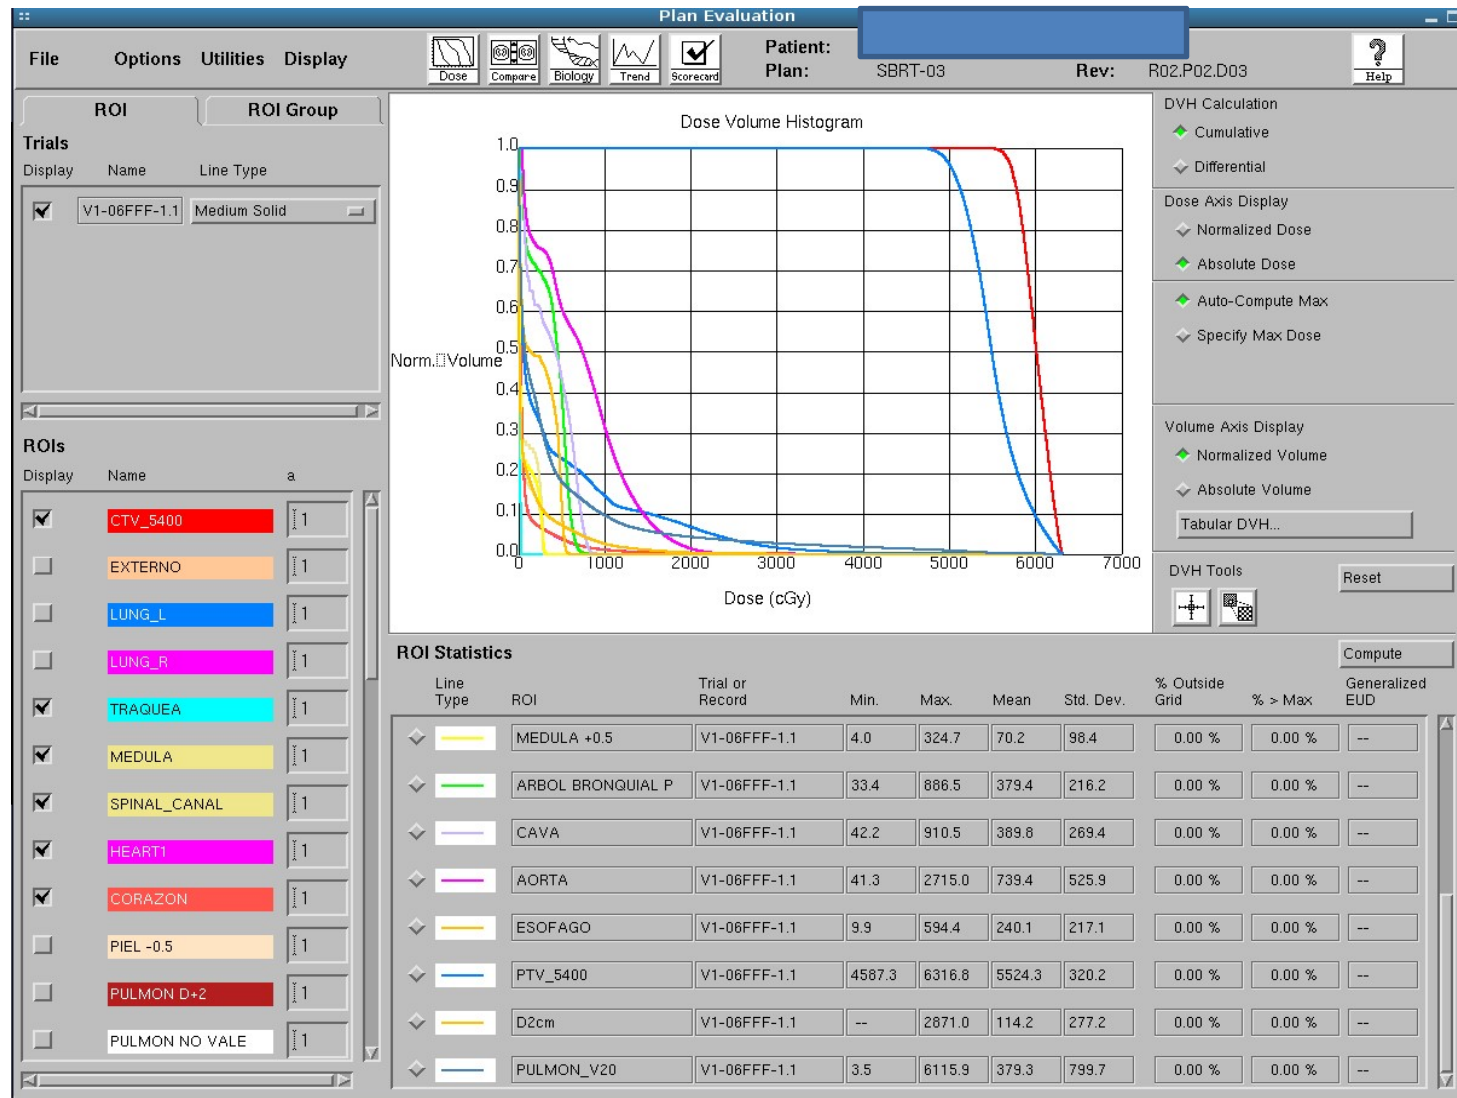 Plan Evaluation
File Options Utilities Display
Dose Compare Biology Trend Scorecard
Patient:
Plan: SBRT-03 Rev: R02.P02.D03
Help
ROI ROI Group
Trials
Display Name Line Type
V1-06FFF-1.1 Medium Solid
ROIs
Display Name a
CTV_5400 1
EXTERNO 1
LUNG_L 1
LUNG_R 1
TRAQUEA 1
MEDULA 1
SPINAL_CANAL 1
HEART1 1
CORAZON 1
PIEL -0.5 1
PULMON D+2 1
PULMON NO VALE 1
Dose Volume Histogram
1.0
0.9
0.8
0.7
0.6
0.5
0.4
0.3
0.2
0.1
0.0
Norm. Volume
0 1000 2000 3000 4000 5000 6000 7000
Dose (cGy)
DVH Calculation
Cumulative
Differential
Dose Axis Display
Normalized Dose
Absolute Dose
Auto-Compute Max
Specify Max Dose
Volume Axis Display
Normalized Volume
Absolute Volume
Tabular DVH...
DVH Tools
Reset
ROI Statistics
Compute
Line Type ROI Trial or Record Min. Max. Mean Std. Dev. % Outside Grid % > Max Generalized EUD
MEDULA +0.5 V1-06FFF-1.1 4.0 324.7 70.2 98.4 0.00 % 0.00 % --
ARBOL BRONQUIAL P V1-06FFF-1.1 33.4 886.5 379.4 216.2 0.00 % 0.00 % --
CAVA V1-06FFF-1.1 42.2 910.5 389.8 269.4 0.00 % 0.00 % --
AORTA V1-06FFF-1.1 41.3 2715.0 739.4 525.9 0.00 % 0.00 % --
ESOFAGO V1-06FFF-1.1 9.9 594.4 240.1 217.1 0.00 % 0.00 % --
PTV_5400 V1-06FFF-1.1 4587.3 6316.8 5524.3 320.2 0.00 % 0.00 % --
D2cm V1-06FFF-1.1 -- 2871.0 114.2 277.2 0.00 % 0.00 % --
PULMON_V20 V1-06FFF-1.1 3.5 6115.9 379.3 799.7 0.00 % 0.00 % --